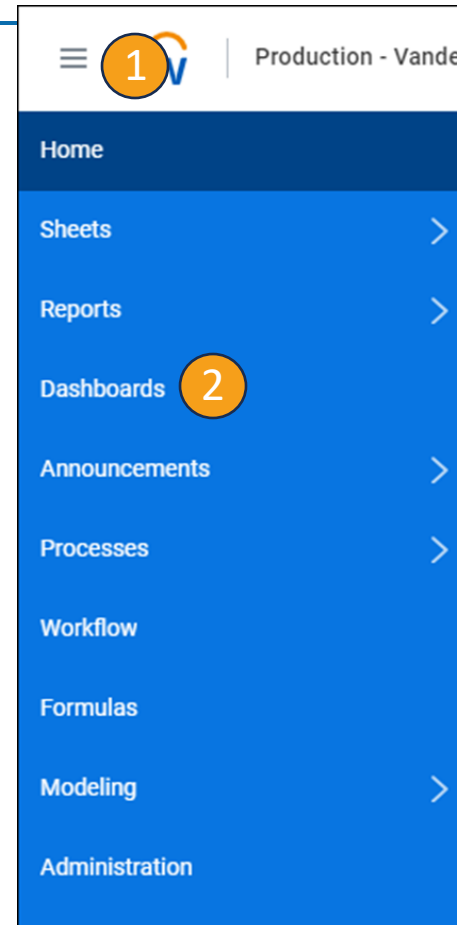 1 W Production - Vande
Home
Sheets
Reports
Dashboards 2
Announcements
Processes
Workflow
Formulas
Modeling
Administration